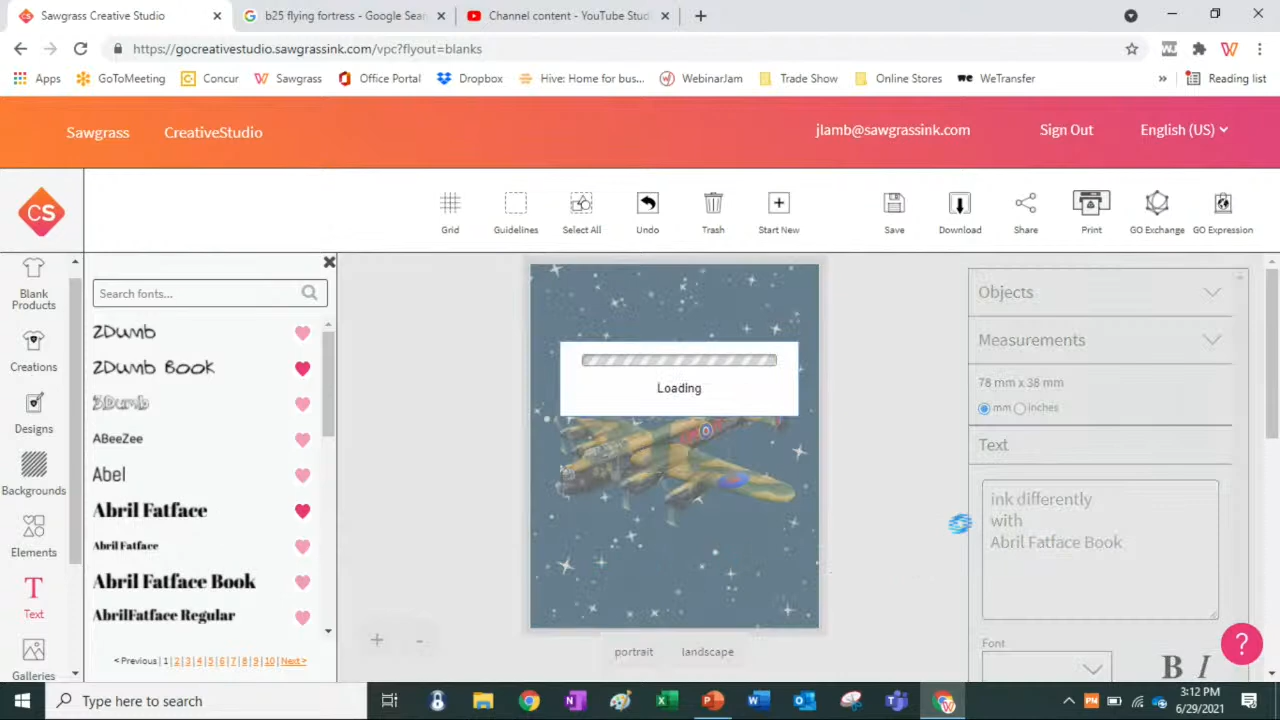 Sawgrass Creative Studio
b25 flying fortress - Google Sear
Channel content - YouTube Stud
https://gocreativestudio.sawgrassink.com/vpc?flyout=blanks
Apps GoToMeeting Concur Sawgrass Office Portal Dropbox Hive: Home for bus... WebinarJam Trade Show Online Stores WeTransfer » Reading list
Sawgrass CreativeStudio jlamb@sawgrassink.com Sign Out English (US)
CS
Grid Guidelines Select All Undo Trash Start New Save Download Share Print GO Exchange GO Expression
Blank
Products
Creations
Designs
Backgrounds
Elements
Text
Galleries
Search fonts...
2Dumb
2Dumb Book
3Dumb
ABeeZee
Abel
Abril Fatface
Abril Fatface
Abril Fatface Book
AbrilFatface Regular
< Previous | 1 2 | 3 | 4 | 5 | 6 | 7 | 8 | 9 | 10 | Next >
Loading
portrait landscape
Objects
Measurements
78 mm x 38 mm
mm inches
Text
ink differently
with
Abril Fatface Book
Font
B I
?
Type here to search
3:12 PM
6/29/2021